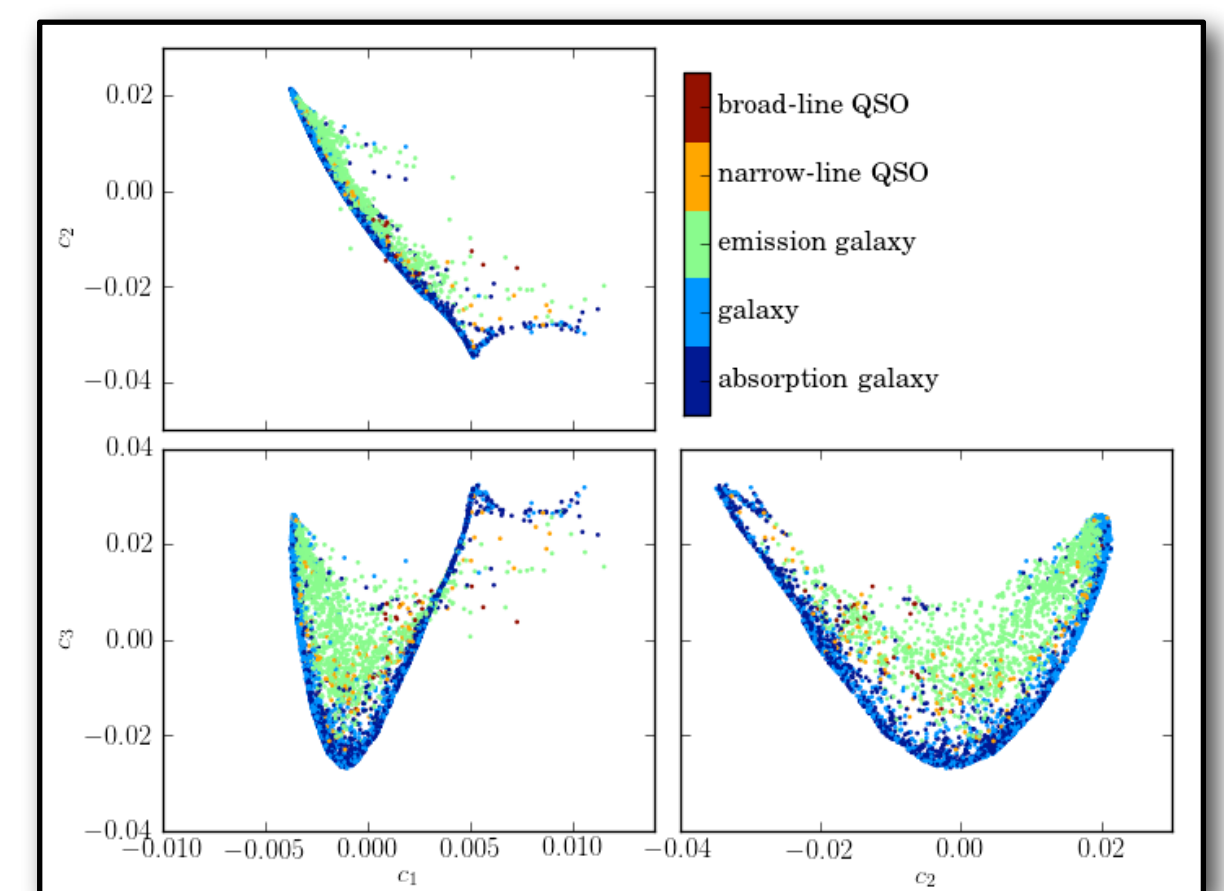 0.02
0.00
−0.02
−0.04
c₂
broad-line QSO
narrow-line QSO
emission galaxy
galaxy
absorption galaxy
0.04
0.02
0.00
−0.02
−0.04
c₃
−0.010 −0.005 0.000 0.005 0.010
c₁
−0.04 −0.02 0.00 0.02
c₂